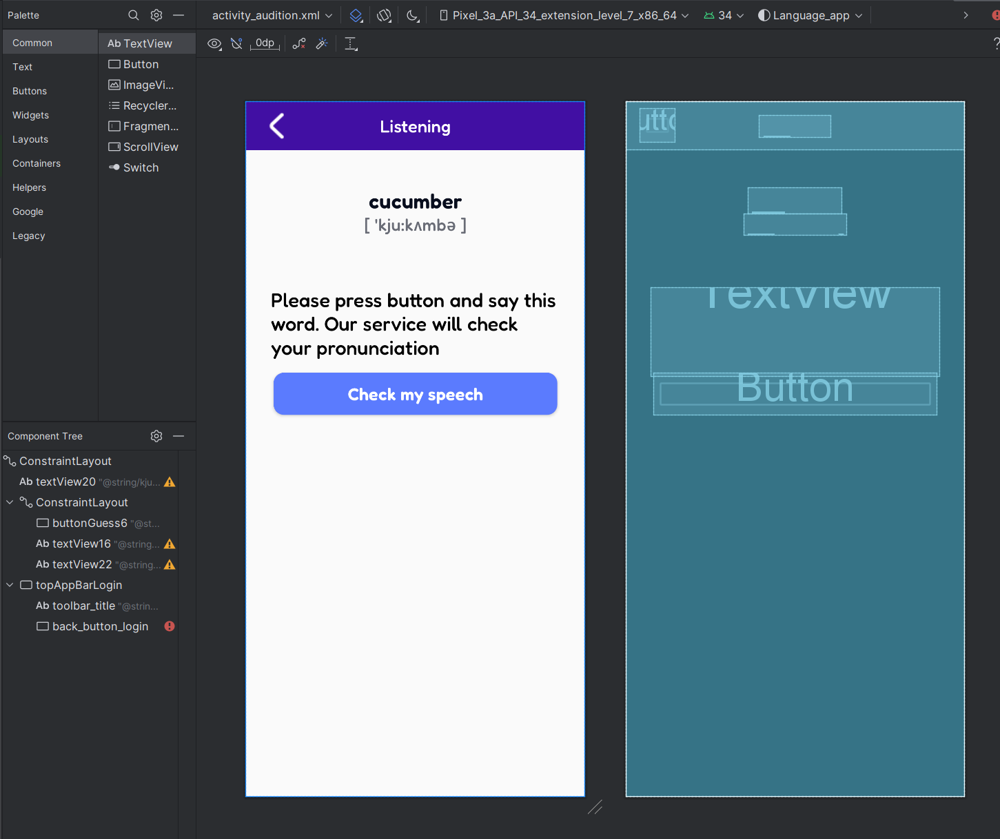 Palette
activity_audition.xml
Pixel_3a_API_34_extension_level_7_x86_64
34
Language_app
0dp
?
Common
Text
Buttons
Widgets
Layouts
Containers
Helpers
Google
Legacy
Ab TextView
Button
ImageVi...
Recycler...
Fragmen...
ScrollView
Switch
Component Tree
ConstraintLayout
Ab textView20 "@string/kju...
ConstraintLayout
buttonGuess6 "@st...
Ab textView16 "@string...
Ab textView22 "@string...
topAppBarLogin
Ab toolbar_title "@strin...
back_button_login
Listening
cucumber
[ 'kju:kʌmbə ]
Please press button and say this
word. Our service will check
your pronunciation
Check my speech
TextView
Button